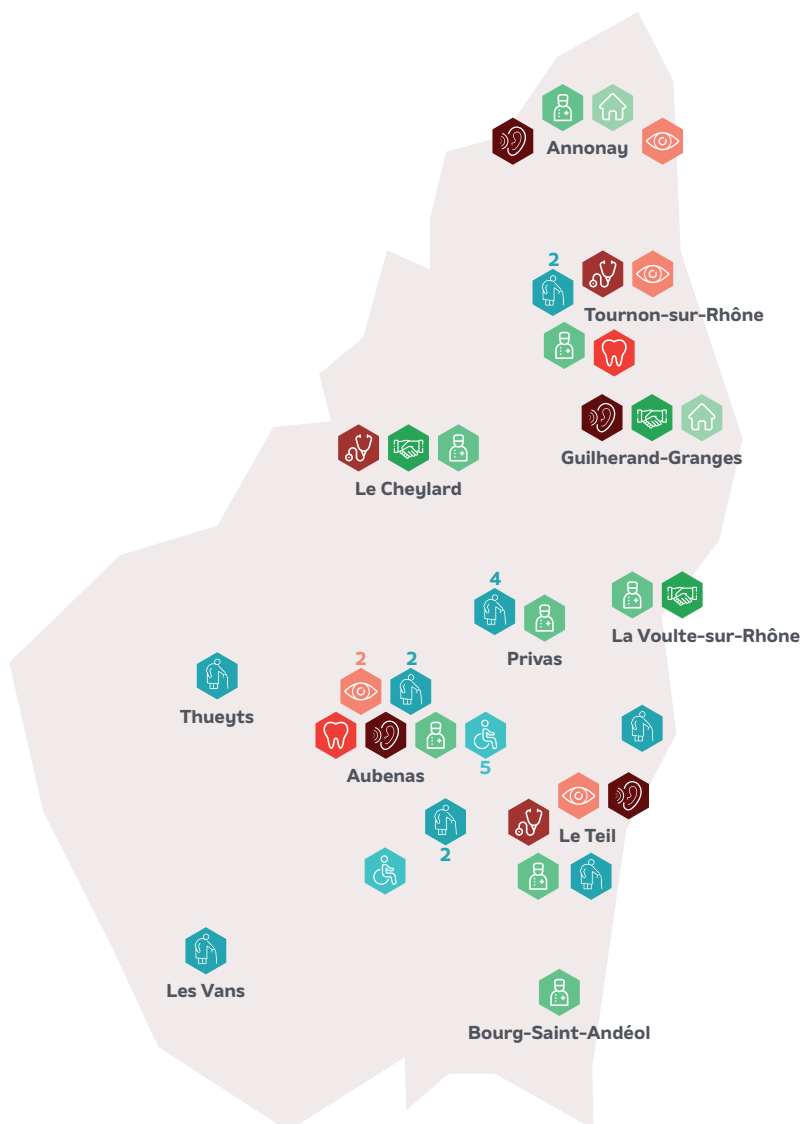 Annonay
2
Tournon-sur-Rhône
Guilherand-Granges
Le Cheylard
4
La Voulte-sur-Rhône
Privas
2 2
Thueyts
Aubenas
5
Le Teil
2
Les Vans
Bourg-Saint-Andéol